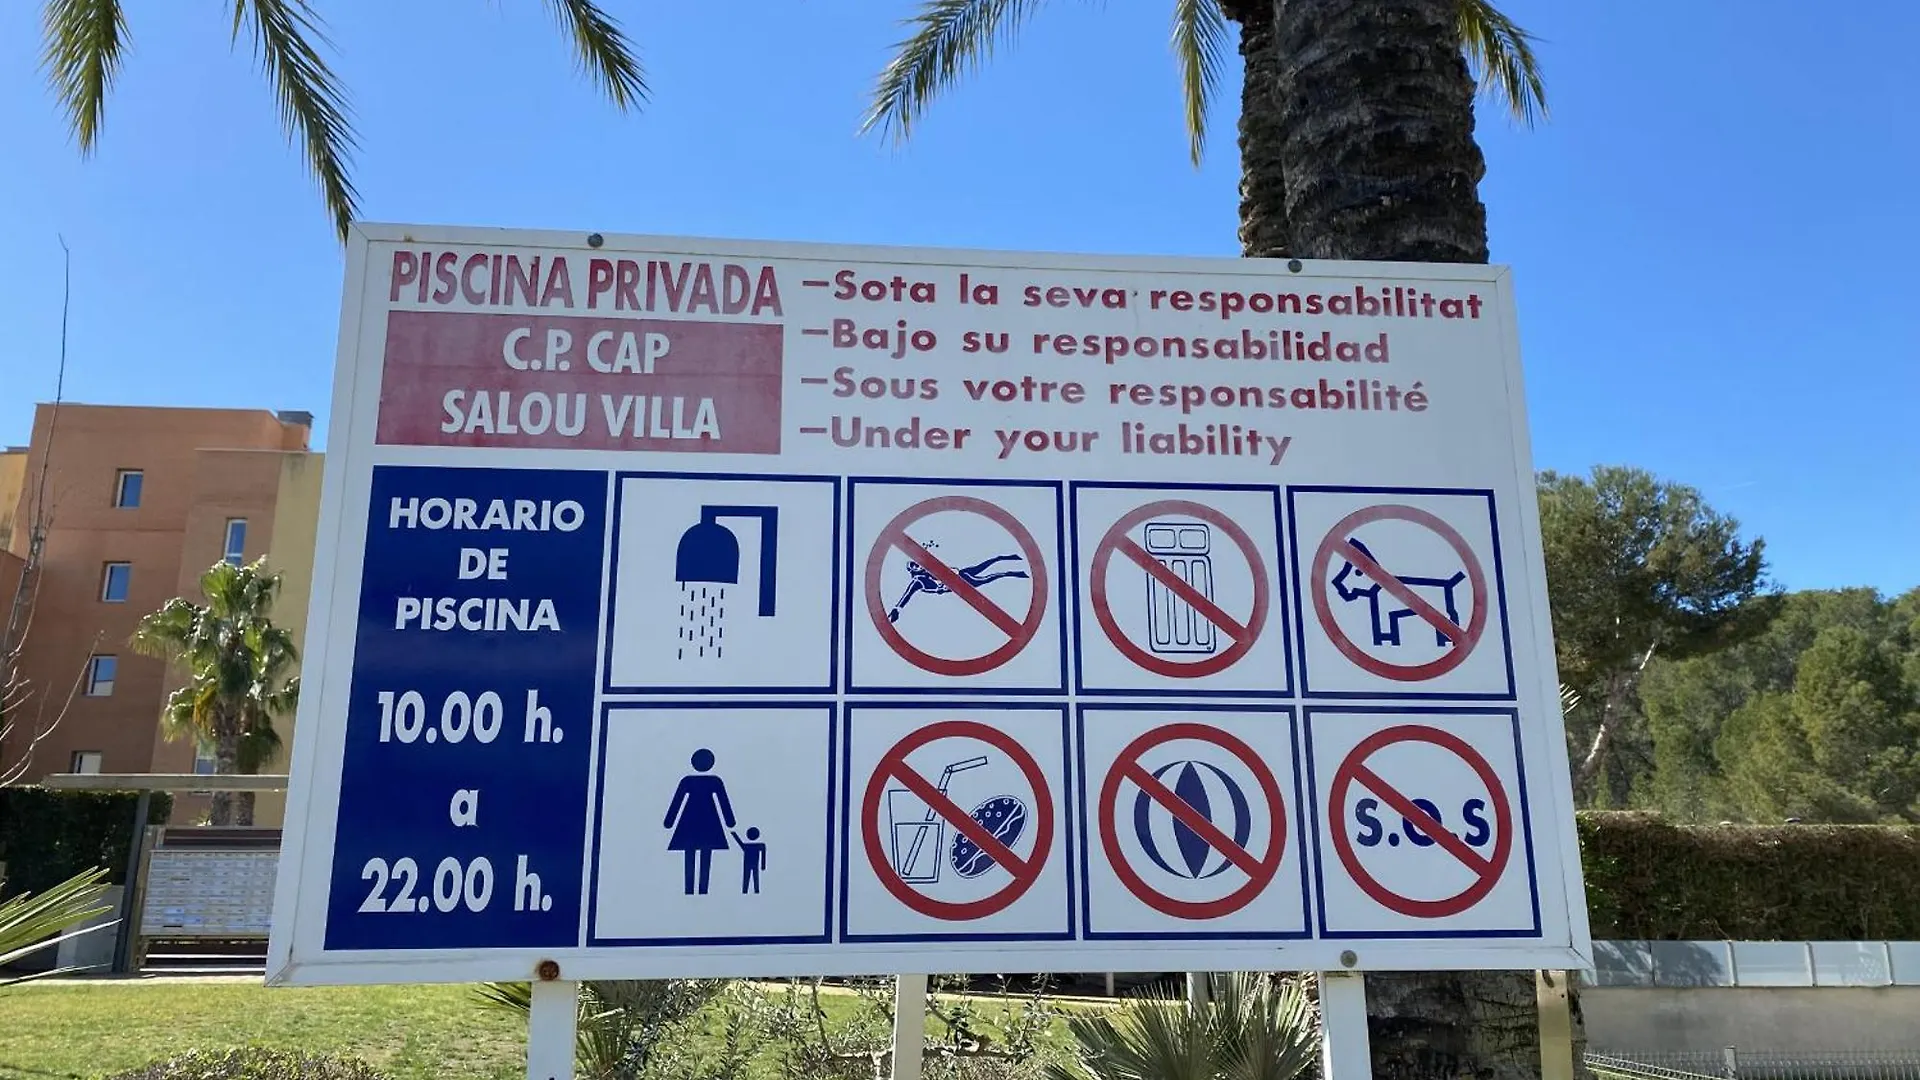 PISCINA PRIVADA
C.P. CAP
SALOU VILLA
–Sota la seva responsabilitat
–Bajo su responsabilidad
–Sous votre responsabilité
–Under your liability
HORARIO
DE
PISCINA
10.00 h.
a
22.00 h.
S.O.S